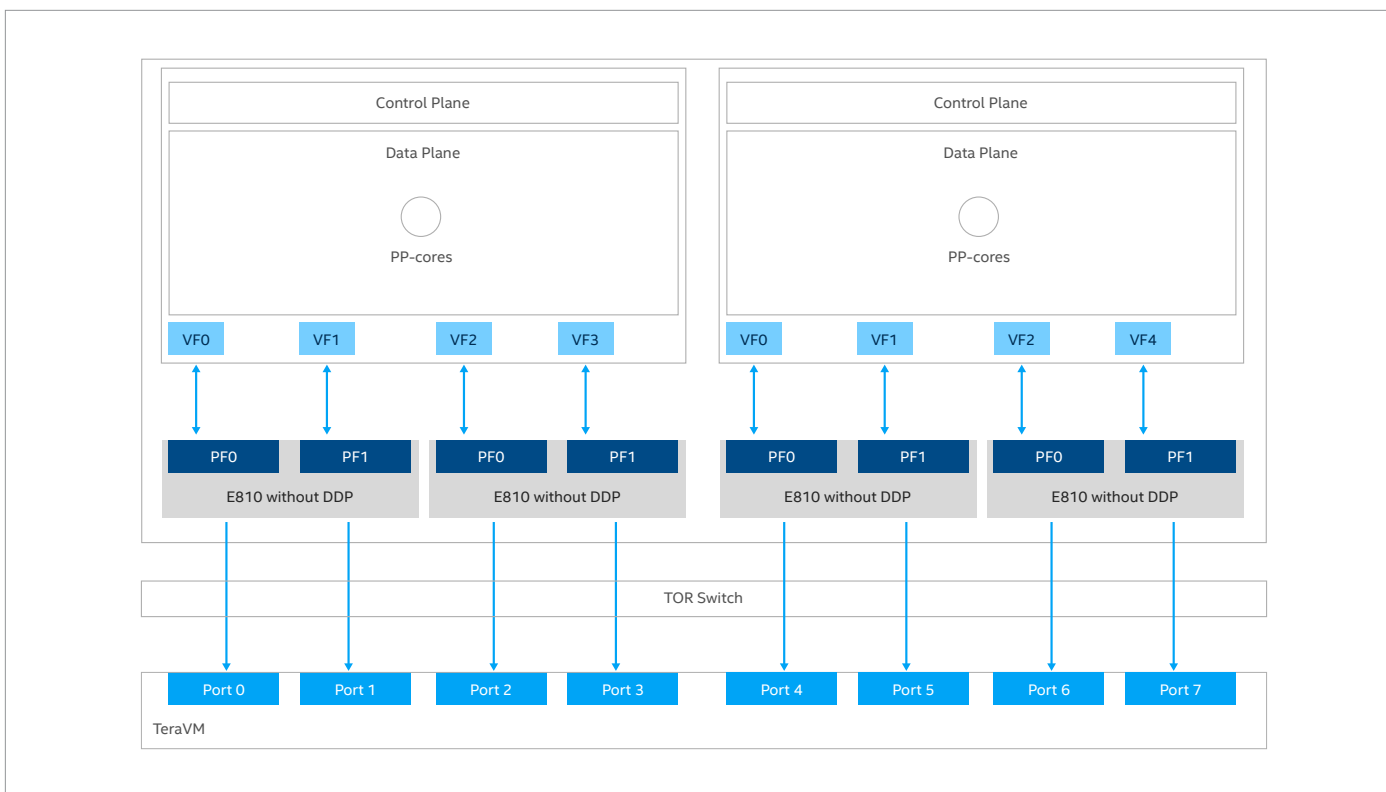 Control Plane
Control Plane
Data Plane
Data Plane
PP-cores
PP-cores
VF0 VF1 VF2 VF3 VF0 VF1 VF2 VF4
PF0 PF1 PF0 PF1 PF0 PF1 PF0 PF1
E810 without DDP E810 without DDP E810 without DDP E810 without DDP
TOR Switch
Port 0 Port 1 Port 2 Port 3 Port 4 Port 5 Port 6 Port 7
TeraVM